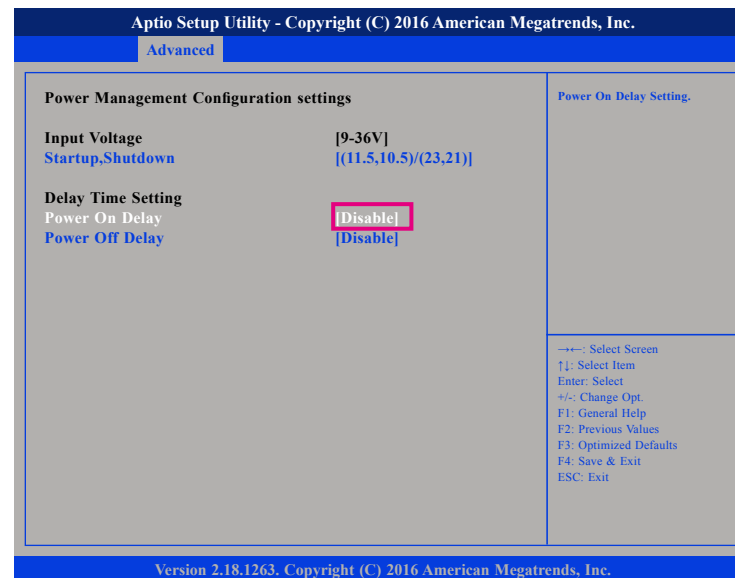 Aptio Setup Utility - Copyright (C) 2016 American Megatrends, Inc.
Advanced
Power Management Configuration settings
Input Voltage [9-36V]
Startup,Shutdown [(11.5,10.5)/(23,21)]
Delay Time Setting
Power On Delay [Disable]
Power Off Delay [Disable]
Power On Delay Setting.
→←: Select Screen
↑↓: Select Item
Enter: Select
+/-: Change Opt.
F1: General Help
F2: Previous Values
F3: Optimized Defaults
F4: Save & Exit
ESC: Exit
Version 2.18.1263. Copyright (C) 2016 American Megatrends, Inc.